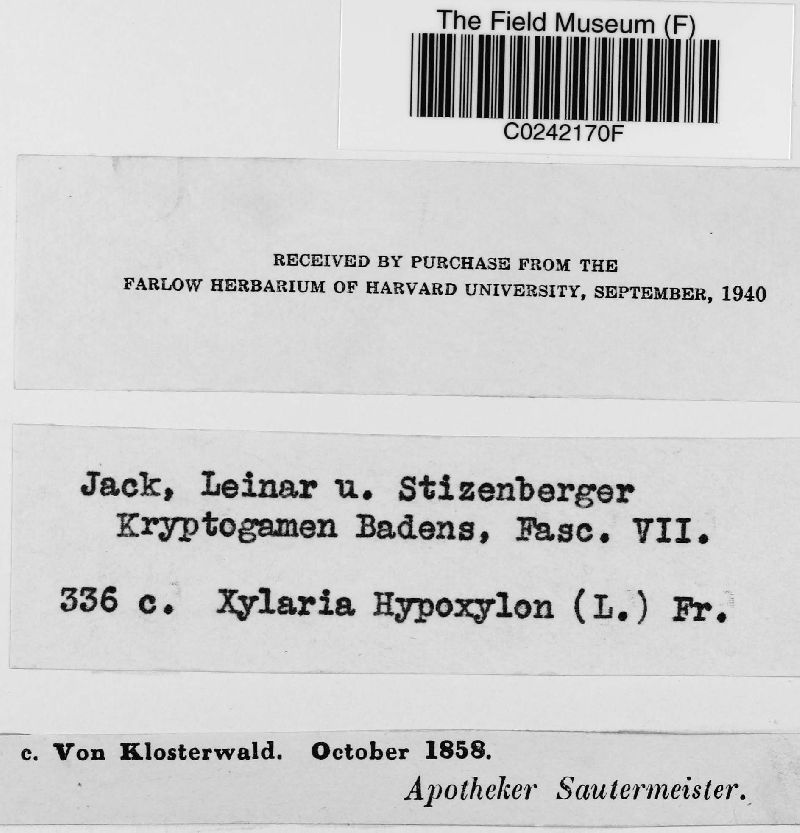 The Field Museum (F)
C0242170F
RECEIVED BY PURCHASE FROM THE
FARLOW HERBARIUM OF HARVARD UNIVERSITY, SEPTEMBER, 1940
Jack, Leinar u. Stizenberger
Kryptogamen Badens, Fasc. VII.
336 c. Xylaria Hypoxylon (L.) Fr.
c. Von Klosterwald. October 1858.
Apotheker Sautermeister.